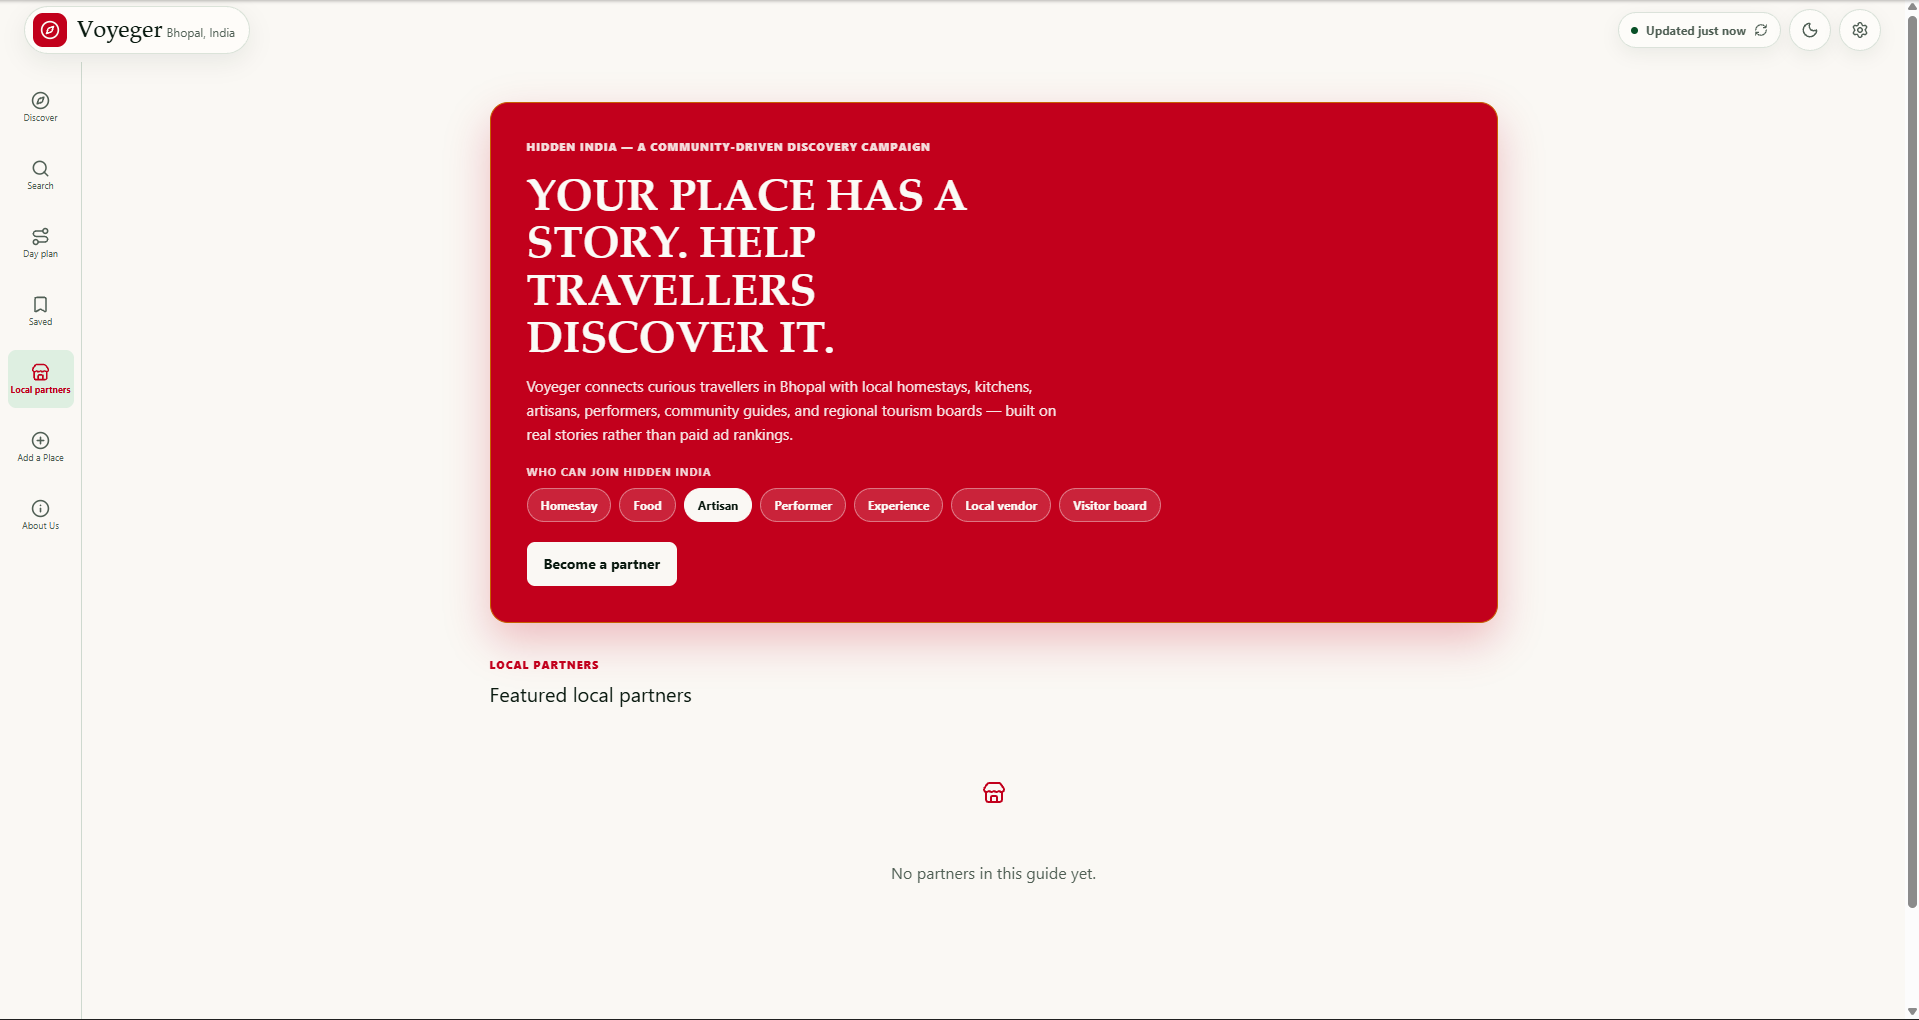 Voyeger Bhopal, India
Updated just now
Discover
Search
Day plan
Saved
Local partners
Add a Place
About Us
HIDDEN INDIA — A COMMUNITY-DRIVEN DISCOVERY CAMPAIGN
YOUR PLACE HAS A
STORY. HELP
TRAVELLERS
DISCOVER IT.
Voyeger connects curious travellers in Bhopal with local homestays, kitchens,
artisans, performers, community guides, and regional tourism boards — built on
real stories rather than paid ad rankings.
WHO CAN JOIN HIDDEN INDIA
Homestay Food Artisan Performer Experience Local vendor Visitor board
Become a partner
LOCAL PARTNERS
Featured local partners
No partners in this guide yet.